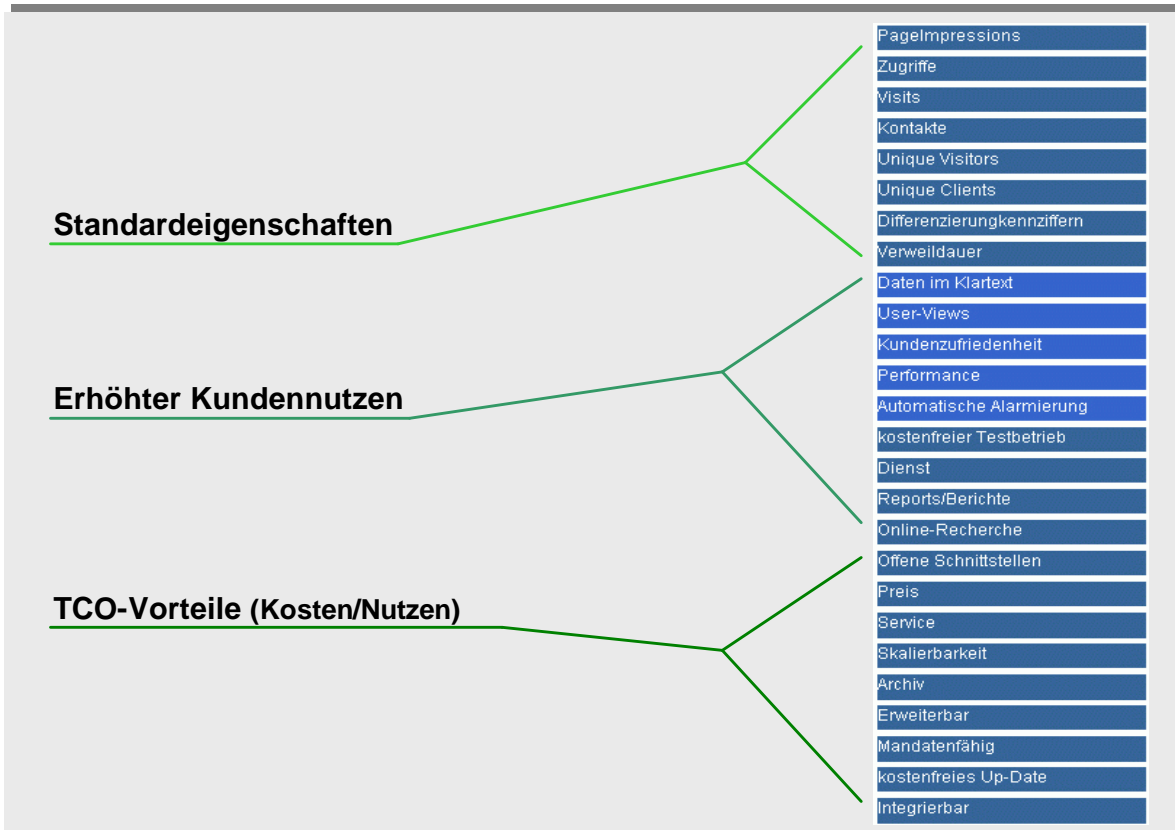 Standardeigenschaften
Erhöhter Kundennutzen
TCO-Vorteile (Kosten/Nutzen)
PageImpressions
Zugriffe
Visits
Kontakte
Unique Visitors
Unique Clients
Differenzierungkennziffern
Verweildauer
Daten im Klartext
User-Views
Kundenzufriedenheit
Performance
Automatische Alarmierung
kostenfreier Testbetrieb
Dienst
Reports/Berichte
Online-Recherche
Offene Schnittstellen
Preis
Service
Skalierbarkeit
Archiv
Erweiterbar
Mandatenfähig
kostenfreies Up-Date
Integrierbar